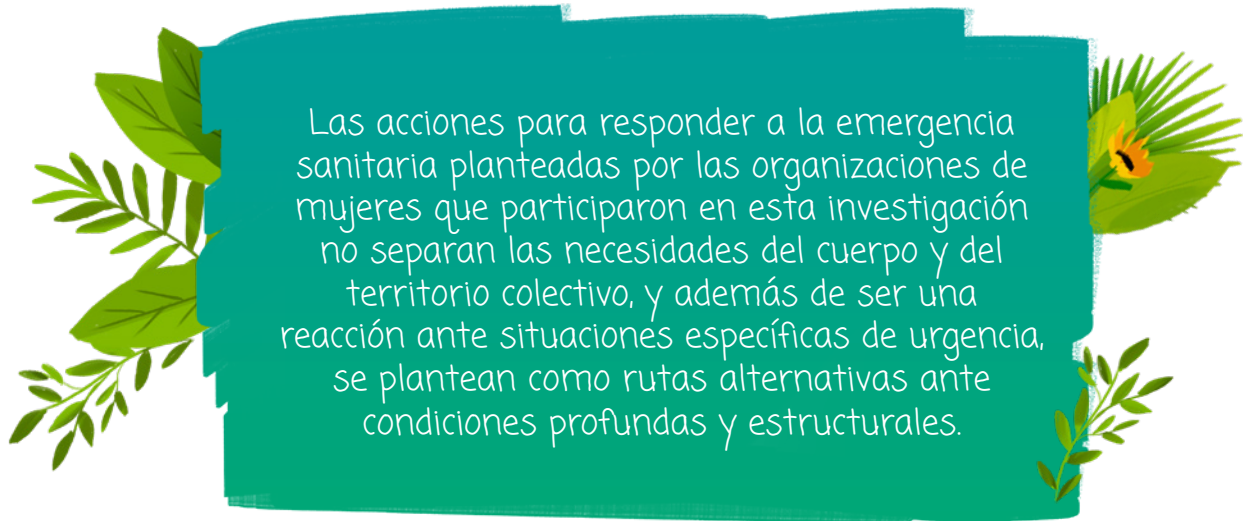 Las acciones para responder a la emergencia
sanitaria planteadas por las organizaciones de
mujeres que participaron en esta investigación
no separan las necesidades del cuerpo y del
territorio colectivo, y además de ser una
reacción ante situaciones específicas de urgencia,
se plantean como rutas alternativas ante
condiciones profundas y estructurales.